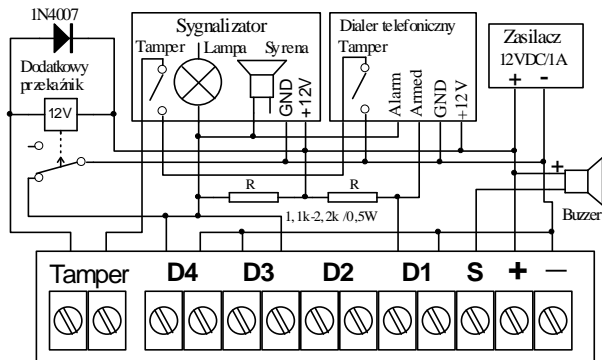 1N4007
Sygnalizator
Dialer telefoniczny
Zasilacz
12VDC/1A
+ -
Tamper Lampa Syrena
GND
+12V
Tamper
Alarm
Armed
GND
+12V
Dodatkowy
przekaźnik
12V
R R
1,1k-2,2k /0,5W
+
Buzzer
Tamper D4 D3 D2 D1 S + –